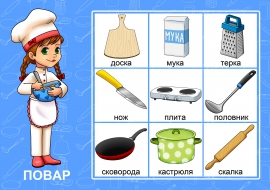 МУКА
доска мука терка
нож плита половник
ПОВАР
сковорода кастрюля скалка